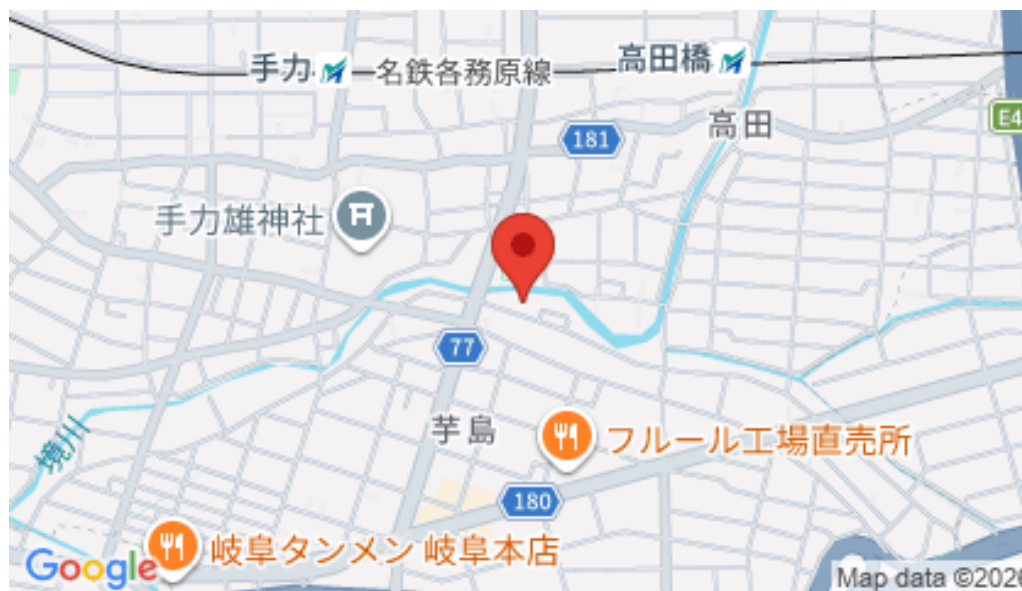 手力
名鉄各務原線
高田橋
高田
E4
181
手力雄神社
77
芋島
境川
フルール工場直売所
180
岐阜タンメン 岐阜本店
Google
Map data ©2026